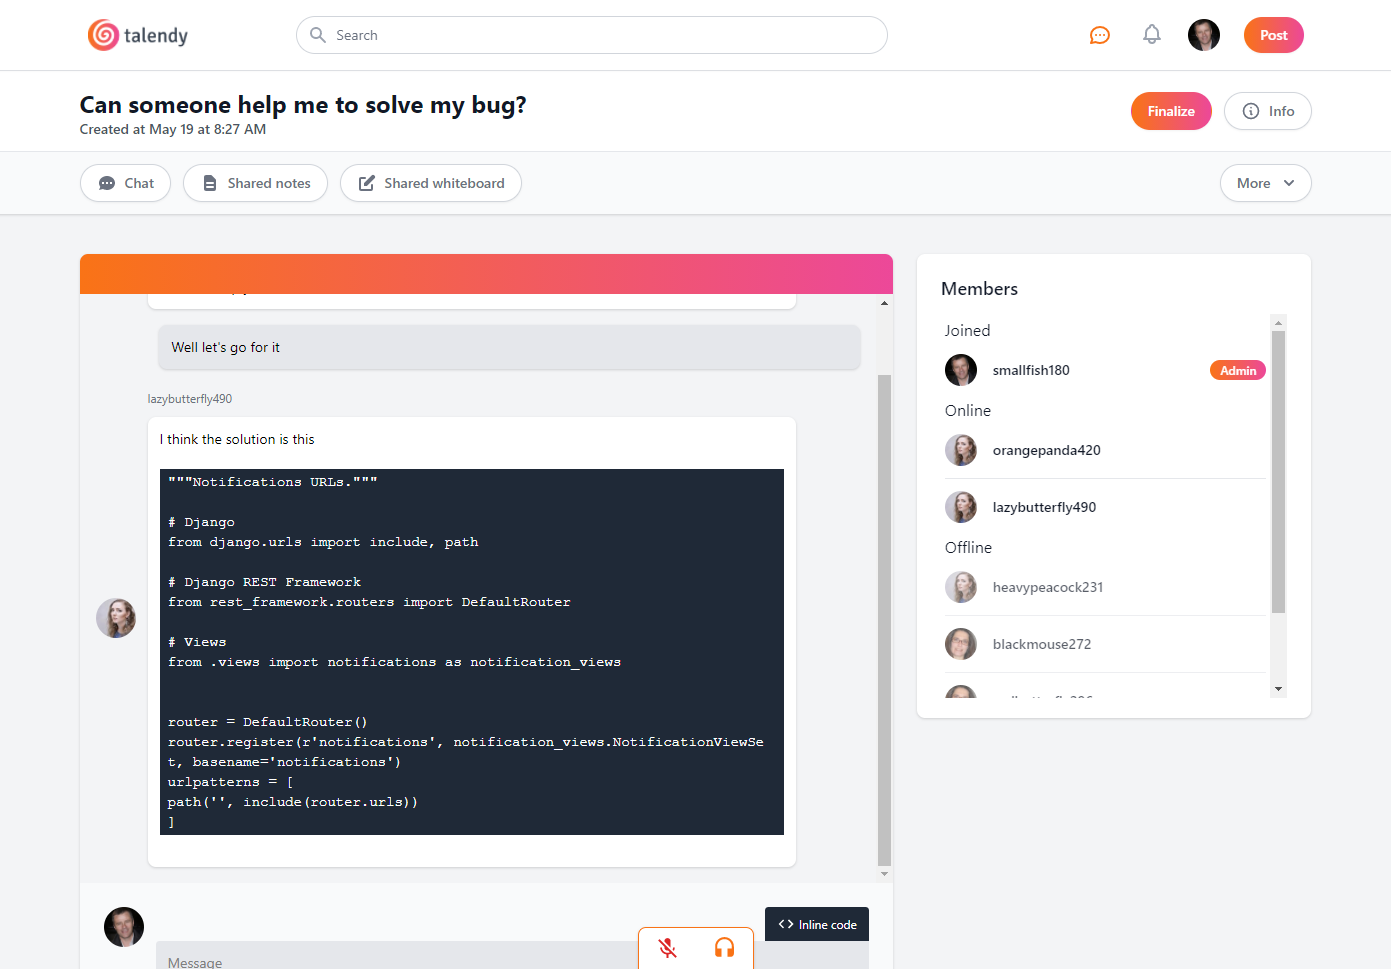 talendy
Search
Post
Can someone help me to solve my bug?
Created at May 19 at 8:27 AM
Finalize
Info
Chat
Shared notes
Shared whiteboard
More
Well let's go for it
lazybutterfly490
I think the solution is this
"""Notifications URLs."""
# Django
from django.urls import include, path
# Django REST Framework
from rest_framework.routers import DefaultRouter
# Views
from .views import notifications as notification_views
router = DefaultRouter()
router.register(r'notifications', notification_views.NotificationViewSe
t, basename='notifications')
urlpatterns = [
path('', include(router.urls))
]
Inline code
Message
Members
Joined
smallfish180
Admin
Online
orangepanda420
lazybutterfly490
Offline
heavypeacock231
blackmouse272